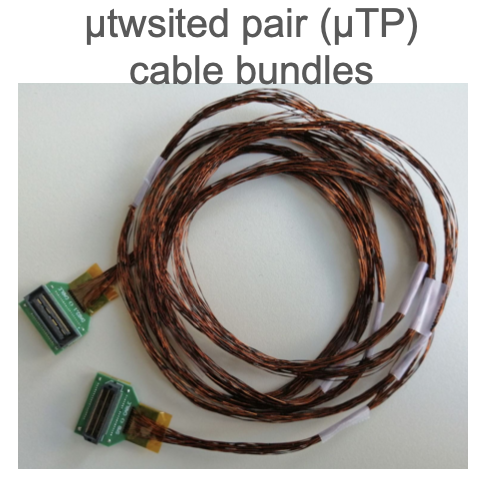 μtwsited pair (μTP)
cable bundles